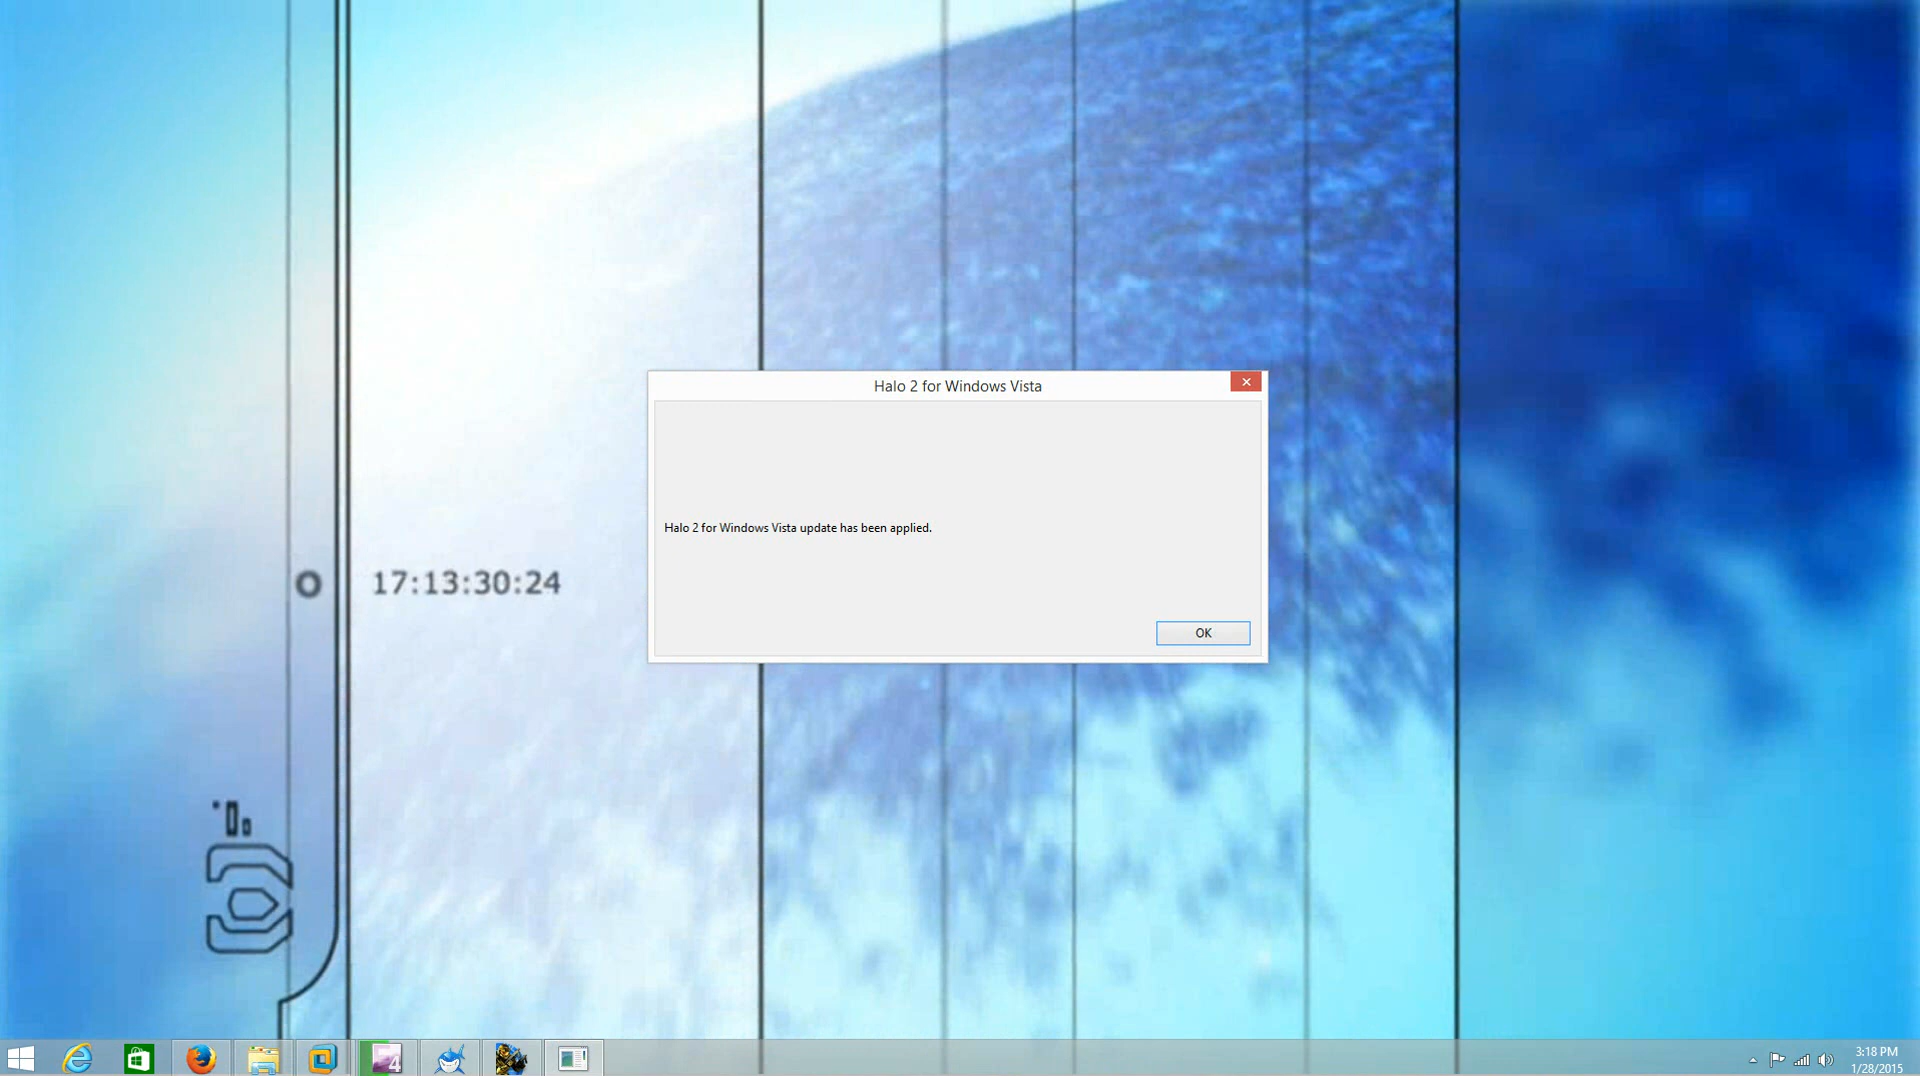 Halo 2 for Windows Vista
Halo 2 for Windows Vista update has been applied.
OK
17:13:30:24
4
3:18 PM
1/28/2015